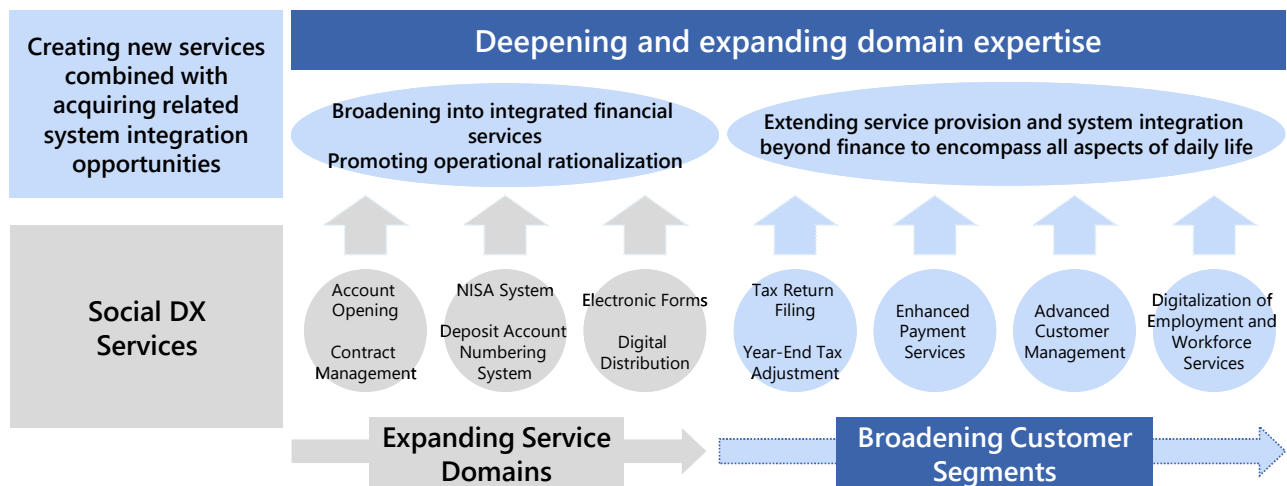 Creating new services
combined with
acquiring related
system integration
opportunities
Deepening and expanding domain expertise
Broadening into integrated financial
services
Promoting operational rationalization
Extending service provision and system integration
beyond finance to encompass all aspects of daily life
Social DX
Services
Account
Opening
Contract
Management
NISA System
Deposit Account
Numbering
System
Electronic Forms
Digital
Distribution
Tax Return
Filing
Year-End Tax
Adjustment
Enhanced
Payment
Services
Advanced
Customer
Management
Digitalization of
Employment and
Workforce
Services
Expanding Service
Domains
Broadening Customer
Segments